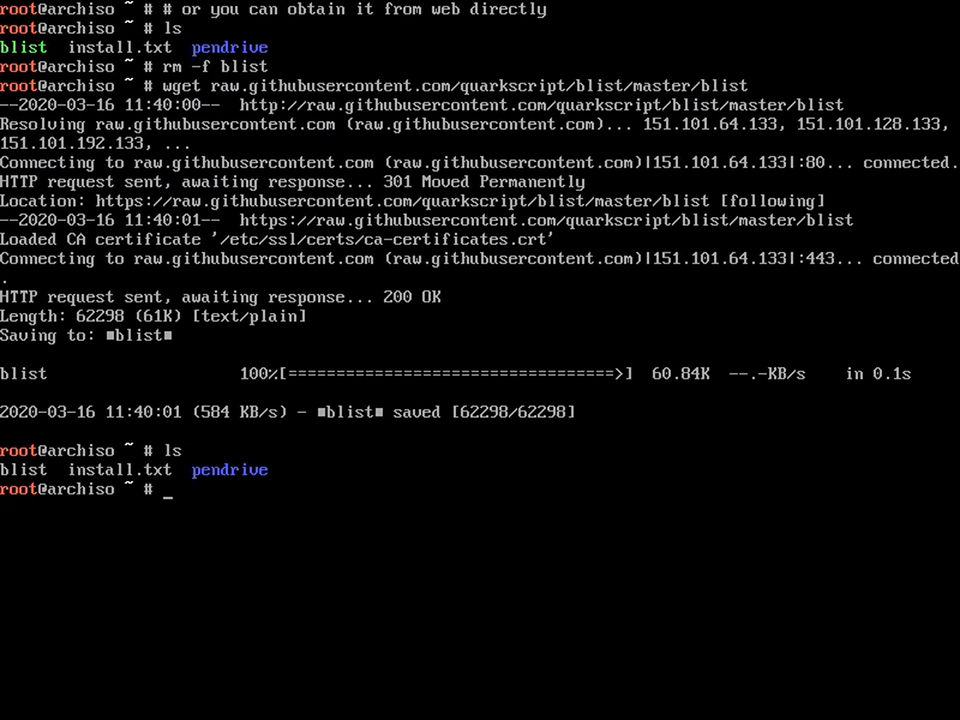 root@archiso ~ # # or you can obtain it from web directly
root@archiso ~ # ls
blist  install.txt  pendrive
root@archiso ~ # rm -f blist
root@archiso ~ # wget raw.githubusercontent.com/quarkscript/blist/master/blist
--2020-03-16 11:40:00--  http://raw.githubusercontent.com/quarkscript/blist/master/blist
Resolving raw.githubusercontent.com (raw.githubusercontent.com)... 151.101.64.133, 151.101.128.133,
151.101.192.133, ...
Connecting to raw.githubusercontent.com (raw.githubusercontent.com)|151.101.64.133|:80... connected.
HTTP request sent, awaiting response... 301 Moved Permanently
Location: https://raw.githubusercontent.com/quarkscript/blist/master/blist [following]
--2020-03-16 11:40:01--  https://raw.githubusercontent.com/quarkscript/blist/master/blist
Loaded CA certificate '/etc/ssl/certs/ca-certificates.crt'
Connecting to raw.githubusercontent.com (raw.githubusercontent.com)|151.101.64.133|:443... connected
.
HTTP request sent, awaiting response... 200 OK
Length: 62298 (61K) [text/plain]
Saving to: ■blist■
blist                    100%[==================================>]  60.84K  --.-KB/s    in 0.1s
2020-03-16 11:40:01 (584 KB/s) - ■blist■ saved [62298/62298]
root@archiso ~ # ls
blist  install.txt  pendrive
root@archiso ~ # _